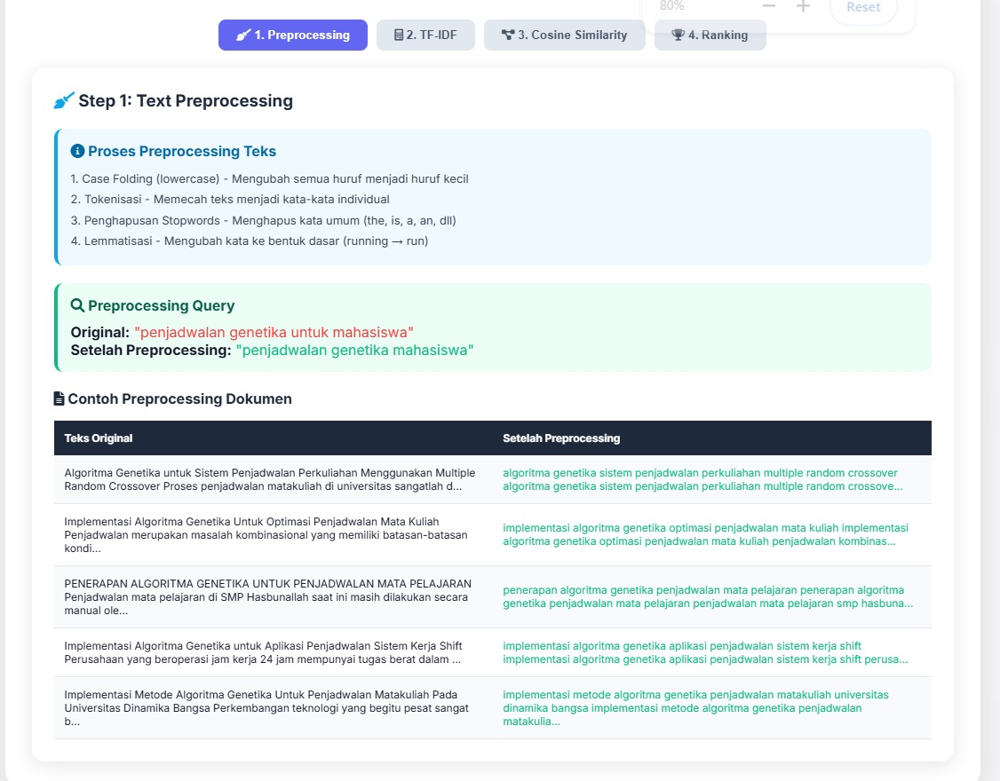 80%
Reset
1. Preprocessing
2. TF-IDF
3. Cosine Similarity
4. Ranking
Step 1: Text Preprocessing
Proses Preprocessing Teks
1. Case Folding (lowercase) - Mengubah semua huruf menjadi huruf kecil
2. Tokenisasi - Memecah teks menjadi kata-kata individual
3. Penghapusan Stopwords - Menghapus kata umum (the, is, a, an, dll)
4. Lemmatisasi - Mengubah kata ke bentuk dasar (running → run)
Preprocessing Query
Original: "penjadwalan genetika untuk mahasiswa"
Setelah Preprocessing: "penjadwalan genetika mahasiswa"
Contoh Preprocessing Dokumen
Teks Original
Setelah Preprocessing
Algoritma Genetika untuk Sistem Penjadwalan Perkuliahan Menggunakan Multiple
Random Crossover Proses penjadwalan matakuliah di universitas sangatlah d...
algoritma genetika sistem penjadwalan perkuliahan multiple random crossover
algoritma genetika sistem penjadwalan perkuliahan multiple random crossove...
Implementasi Algoritma Genetika Untuk Optimasi Penjadwalan Mata Kuliah
Penjadwalan merupakan masalah kombinasional yang memiliki batasan-batasan
kondi...
implementasi algoritma genetika optimasi penjadwalan mata kuliah implementasi
algoritma genetika optimasi penjadwalan mata kuliah penjadwalan kombinas...
PENERAPAN ALGORITMA GENETIKA UNTUK PENJADWALAN MATA PELAJARAN
Penjadwalan mata pelajaran di SMP Hasbunallah saat ini masih dilakukan secara
manual ole...
penerapan algoritma genetika penjadwalan mata pelajaran penerapan algoritma
genetika penjadwalan mata pelajaran penjadwalan mata pelajaran smp hasbuna...
Implementasi Algoritma Genetika untuk Aplikasi Penjadwalan Sistem Kerja Shift
Perusahaan yang beroperasi jam kerja 24 jam mempunyai tugas berat dalam ...
implementasi algoritma genetika aplikasi penjadwalan sistem kerja shift
implementasi algoritma genetika aplikasi penjadwalan sistem kerja shift perusa...
Implementasi Metode Algoritma Genetika Untuk Penjadwalan Matakuliah Pada
Universitas Dinamika Bangsa Perkembangan teknologi yang begitu pesat sangat
b...
implementasi metode algoritma genetika penjadwalan matakuliah universitas
dinamika bangsa implementasi metode algoritma genetika penjadwalan
matakulia...